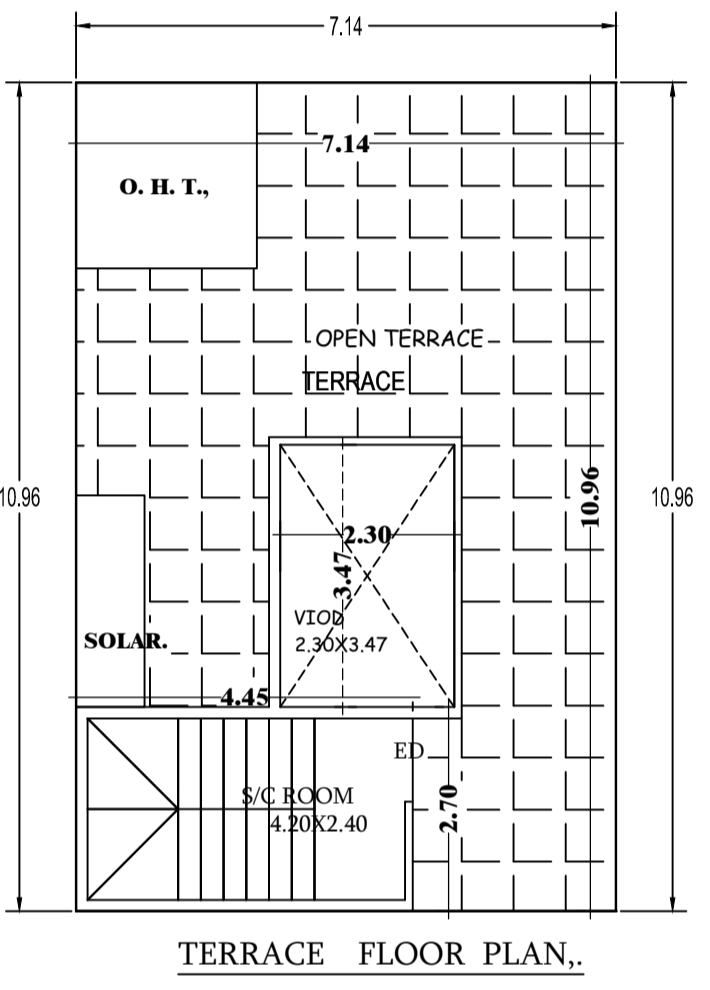 7.14
7.14
O. H. T.,
OPEN TERRACE
TERRACE
10.96
10.96
10.96
2.30
3.47
VIOD
2.30X3.47
SOLAR.
4.45
ED
S/C ROOM
4.20X2.40
2.70
TERRACE FLOOR PLAN,.